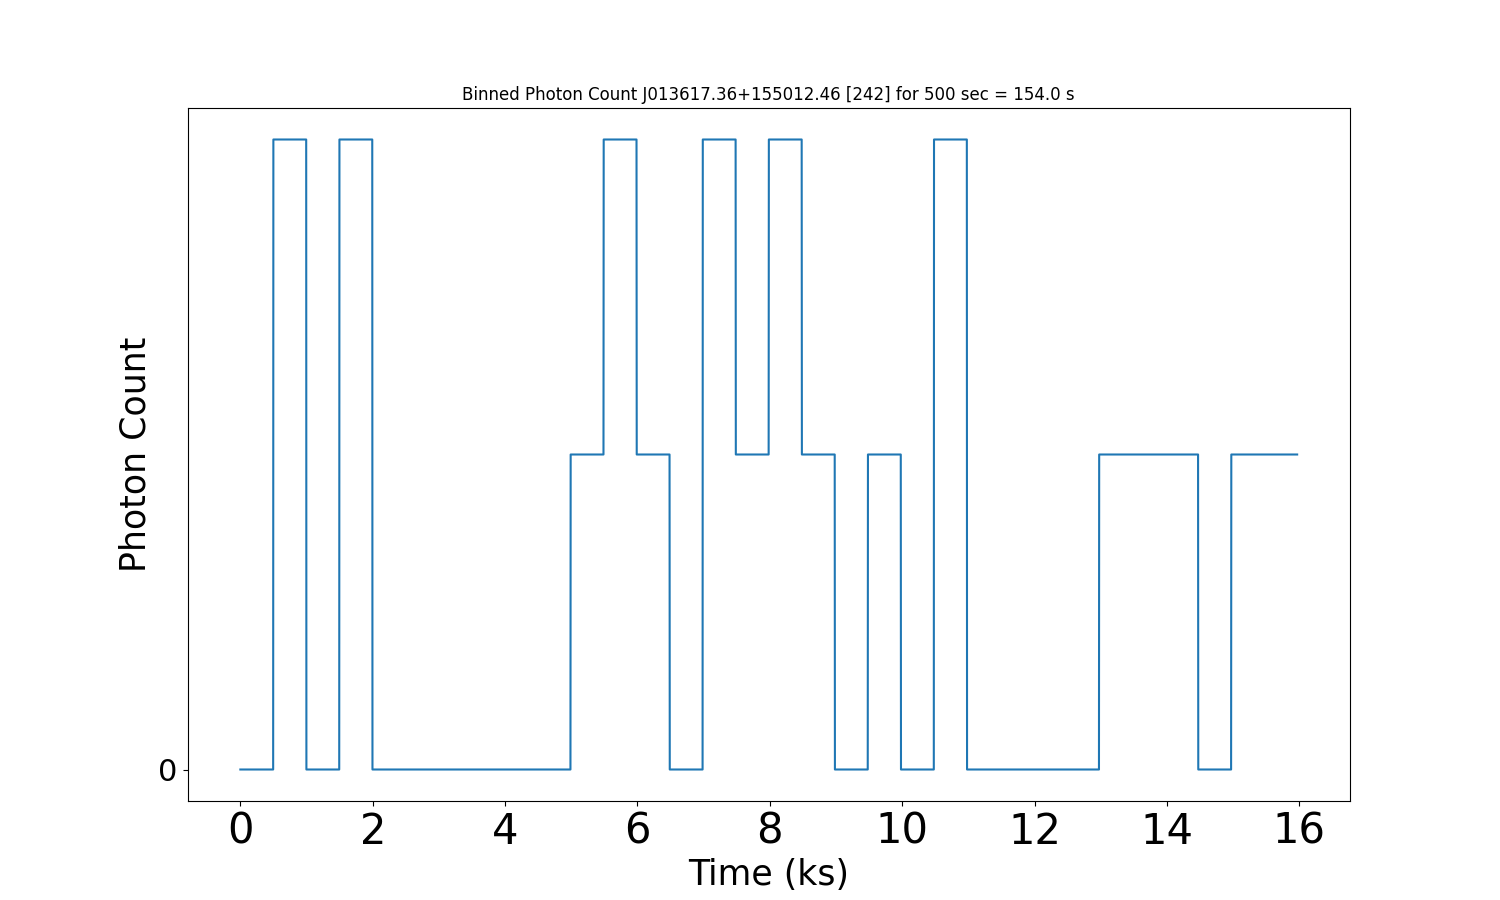 Binned Photon Count J013617.36+155012.46 [242] for 500 sec = 154.0 s
Photon Count
0
0 2 4 6 8 10 12 14 16
Time (ks)